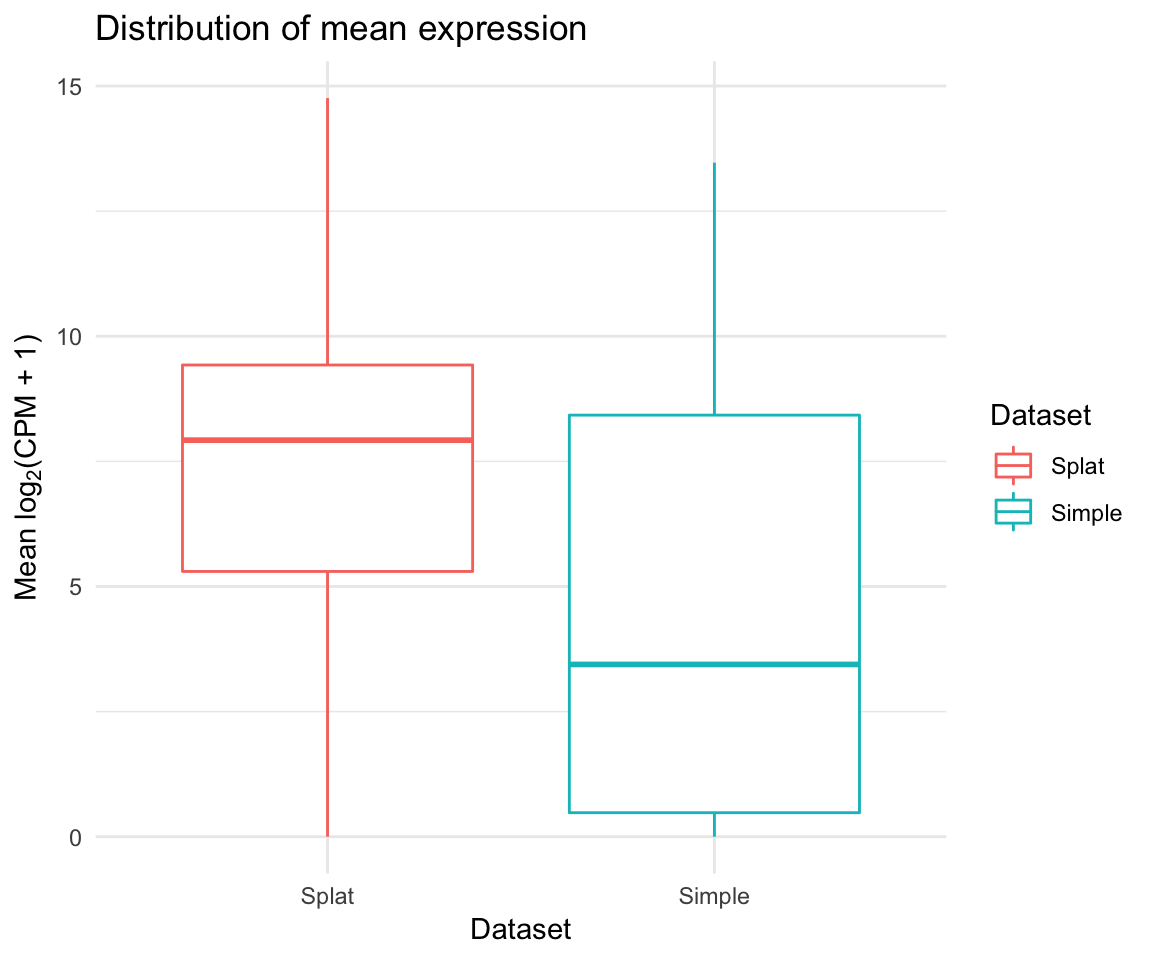 Distribution of mean expression
Mean log₂(CPM + 1)
15
10
5
0
Splat
Simple
Dataset
Dataset
Splat
Simple